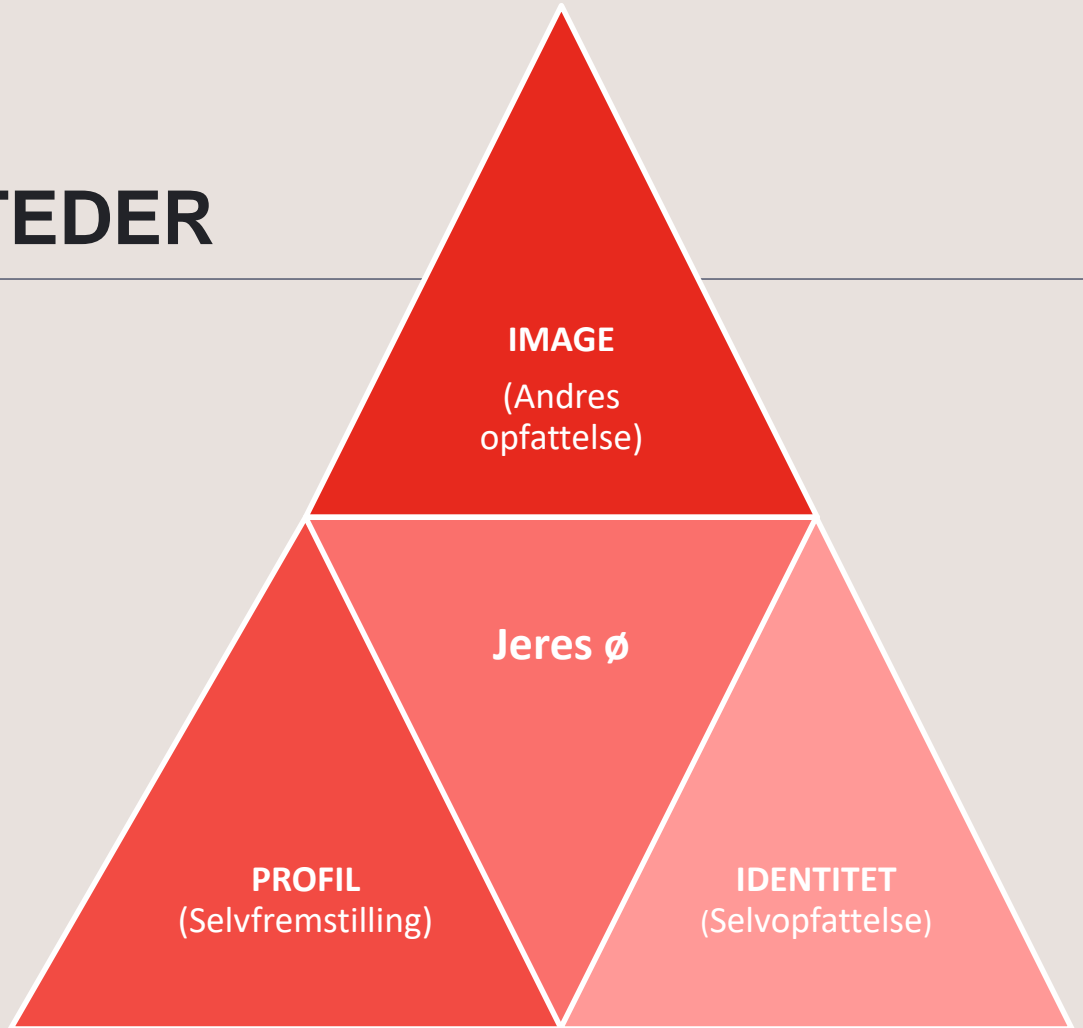 TEDER
IMAGE
(Andres
opfattelse)
Jeres ø
PROFIL
(Selvfremstilling)
IDENTITET
(Selvopfattelse)